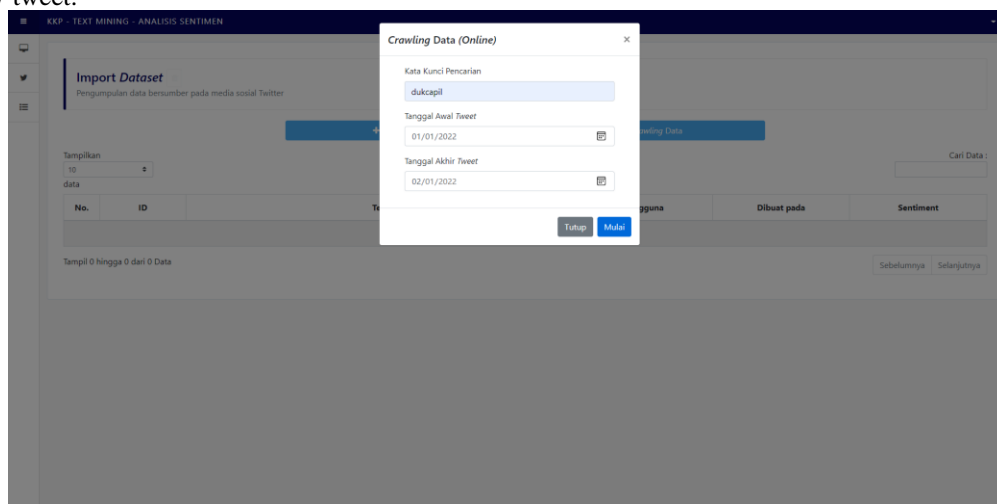 tweet.
KKP - TEXT MINING - ANALISIS SENTIMEN
Crawling Data (Online)
×
Kata Kunci Pencarian
dukcapil
Tanggal Awal Tweet
01/01/2022
Tanggal Akhir Tweet
02/01/2022
Tutup Mulai
Import Dataset
Pengumpulan data bersumber pada media sosial Twitter
Data
Tampilkan
10
data
Cari Data :
No. ID Dibuat pada Sentiment
Tampil 0 hingga 0 dari 0 Data
Sebelumnya Selanjutnya